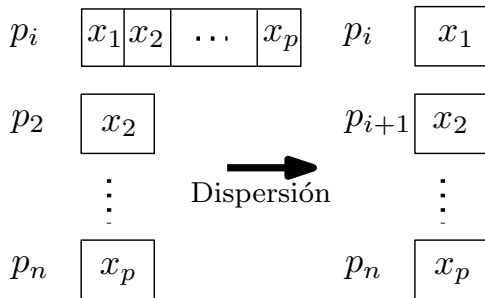 p_i x_1 x_2 ... x_p p_i x_1
p_2 x_2 p_{i+1} x_2
⋮ ⋮
Dispersión
p_n x_p p_n x_p